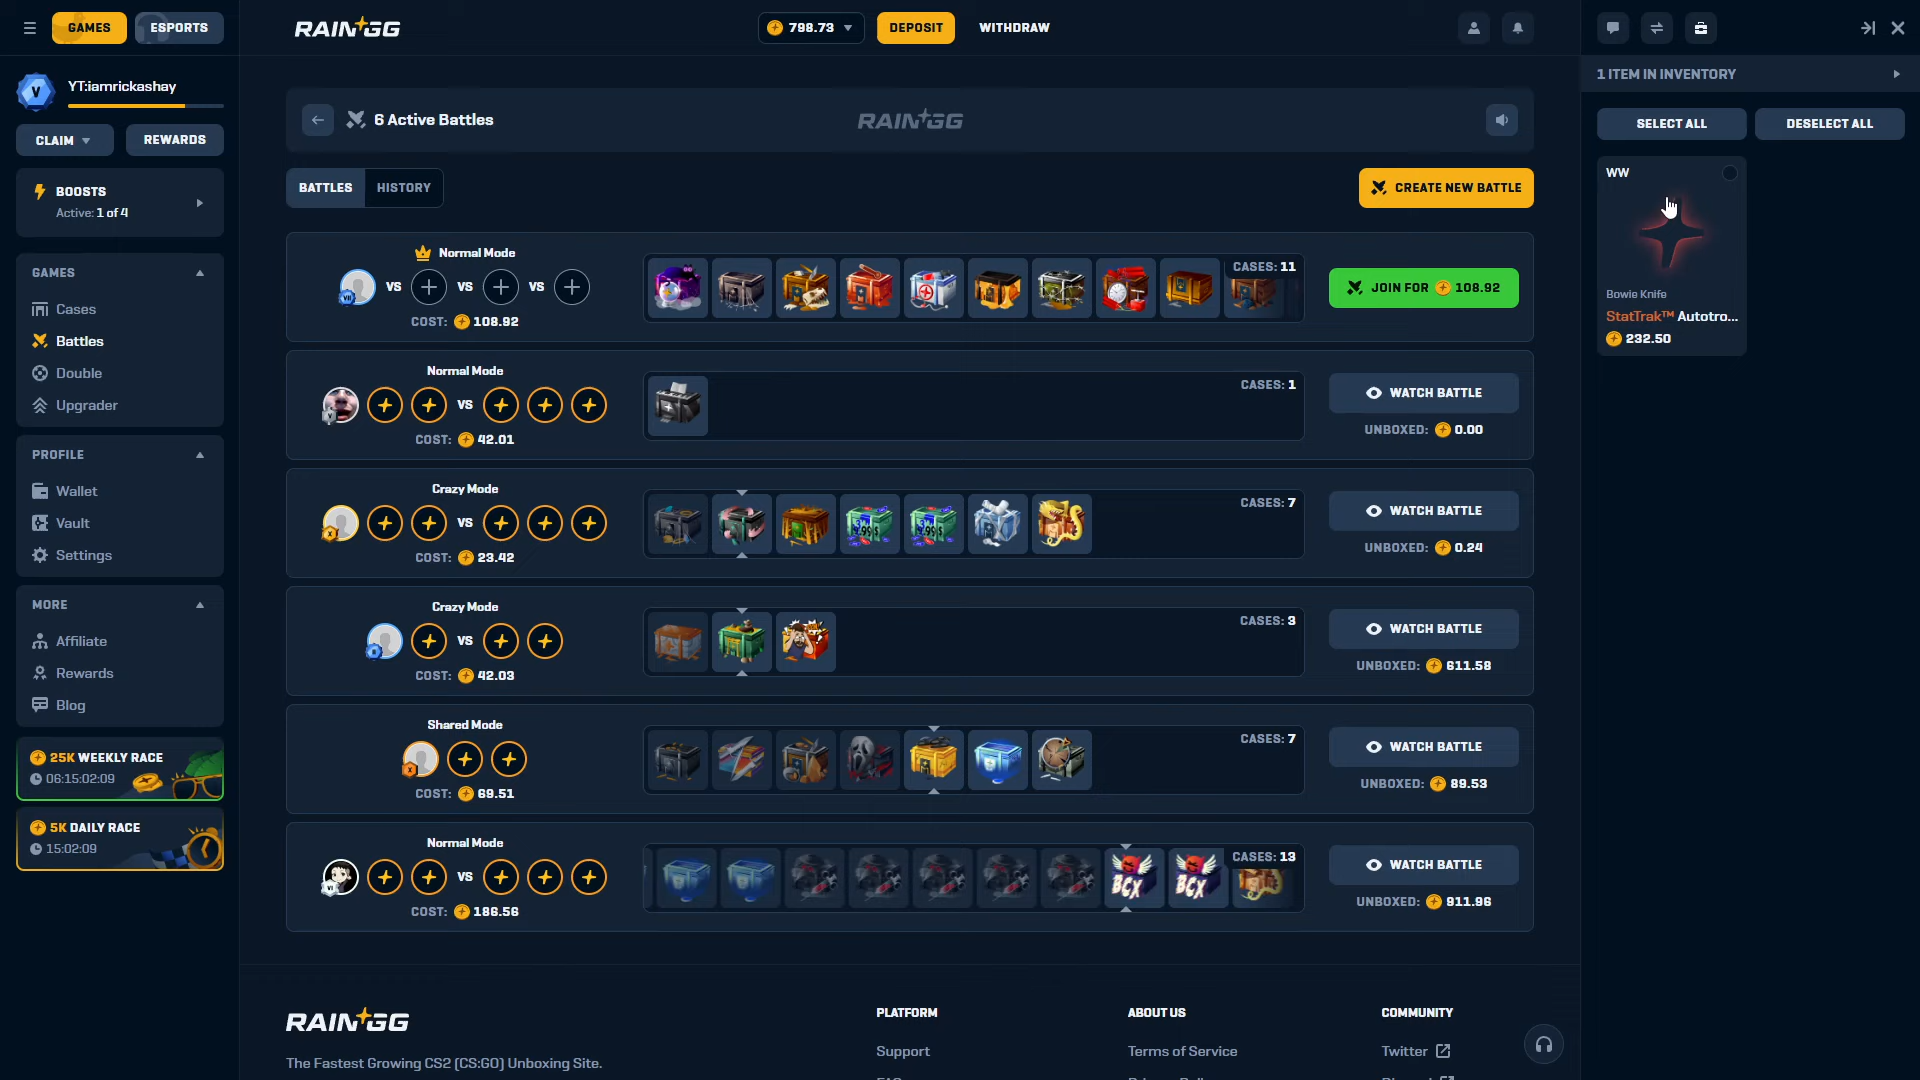 GAMES
ESPORTS
RAIN GG
798.73
DEPOSIT
WITHDRAW
YT:iamrickashay
CLAIM
REWARDS
BOOSTS
Active: 1 of 4
GAMES
Cases
Battles
Double
Upgrader
PROFILE
Wallet
Vault
Settings
MORE
Affiliate
Rewards
Blog
25K WEEKLY RACE
06:15:02:09
5K DAILY RACE
15:02:09
6 Active Battles
RAIN GG
BATTLES
HISTORY
CREATE NEW BATTLE
Normal Mode
VS VS VS
COST: 108.92
CASES: 11
JOIN FOR 108.92
Normal Mode
VS
COST: 42.01
CASES: 1
WATCH BATTLE
UNBOXED: 0.00
Crazy Mode
VS
COST: 23.42
CASES: 7
WATCH BATTLE
UNBOXED: 0.24
Crazy Mode
VS
COST: 42.03
CASES: 3
WATCH BATTLE
UNBOXED: 611.58
Shared Mode
COST: 69.51
CASES: 7
WATCH BATTLE
UNBOXED: 89.53
Normal Mode
VS
COST: 186.56
BCX
BCX
CASES: 13
WATCH BATTLE
UNBOXED: 911.96
1 ITEM IN INVENTORY
SELECT ALL
DESELECT ALL
WW
Bowie Knife
StatTrak™ Autotro...
232.50
RAIN GG
The Fastest Growing CS2 (CS:GO) Unboxing Site.
PLATFORM
Support
ABOUT US
Terms of Service
COMMUNITY
Twitter